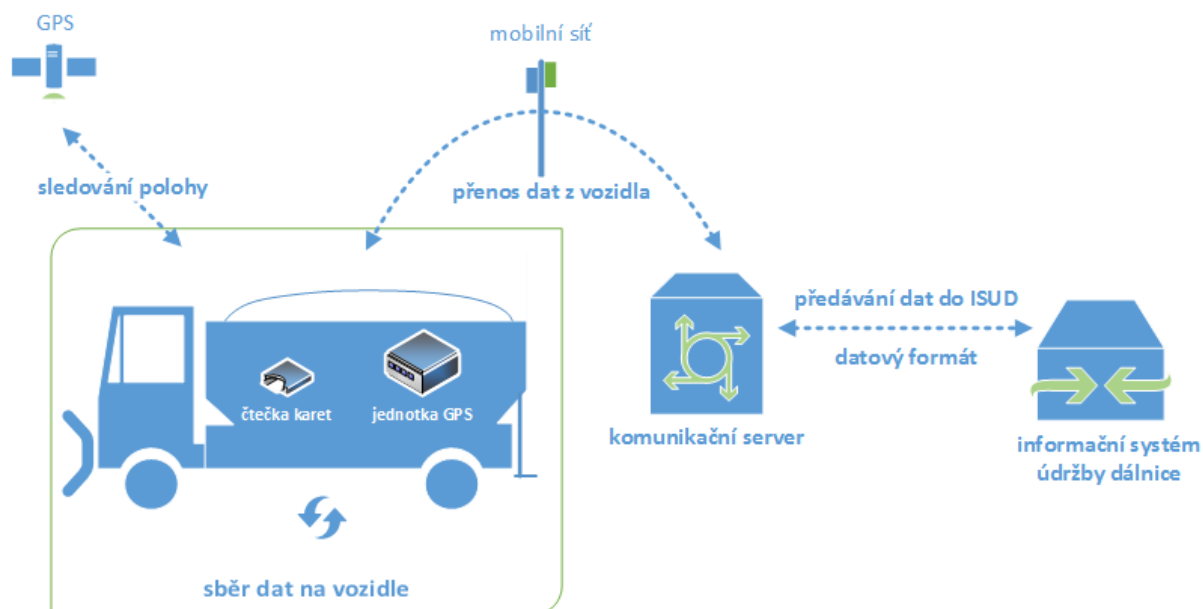 GPS
mobilní síť
sledování polohy
přenos dat z vozidla
předávání dat do ISUD
datový formát
čtečka karet
jednotka GPS
komunikační server
informační systém
údržby dálnice
sběr dat na vozidle